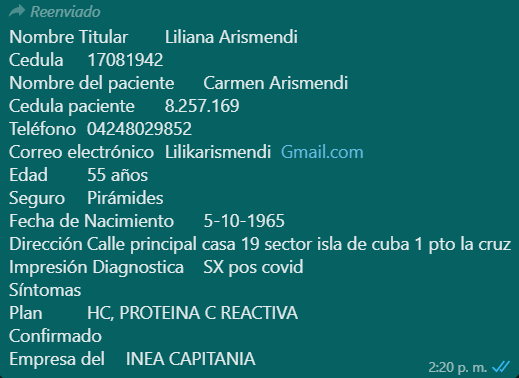 Reenviado
Nombre Titular Liliana Arismendi
Cedula 17081942
Nombre del paciente Carmen Arismendi
Cedula paciente 8.257.169
Teléfono 04248029852
Correo electrónico Lilikarismendi Gmail.com
Edad 55 años
Seguro Pirámides
Fecha de Nacimiento 5-10-1965
Dirección Calle principal casa 19 sector isla de cuba 1 pto la cruz
Impresión Diagnostica SX pos covid
Síntomas
Plan HC, PROTEINA C REACTIVA
Confirmado
Empresa del INEA CAPITANIA
2:20 p. m.